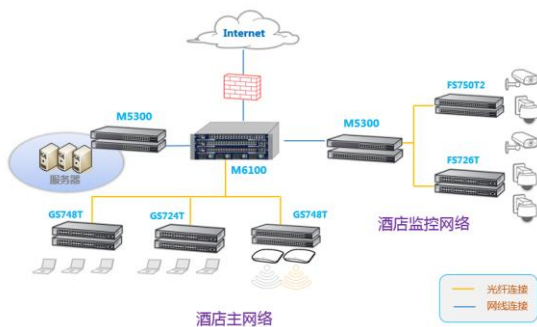 Internet
FS750T2
M5300
M5300
M6100
FS726T
服务器
GS748T
GS724T
GS748T
酒店监控网络
光纤连接
网线连接
酒店主网络